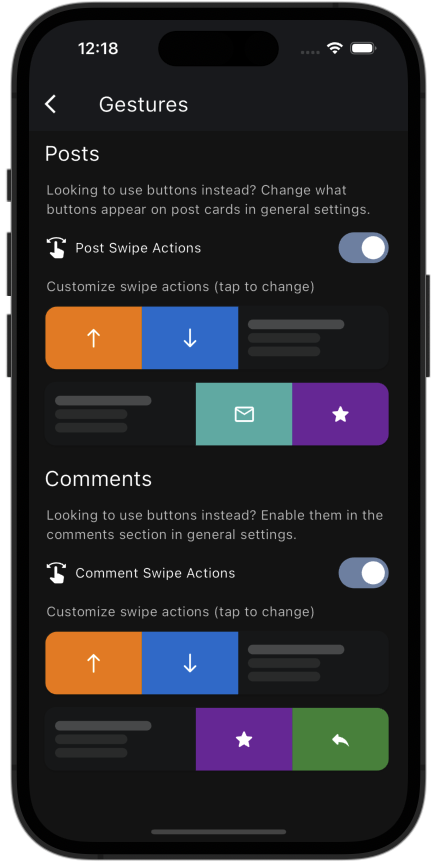 12:18
Gestures
Posts
Looking to use buttons instead? Change what
buttons appear on post cards in general settings.
Post Swipe Actions
Customize swipe actions (tap to change)
Comments
Looking to use buttons instead? Enable them in the
comments section in general settings.
Comment Swipe Actions
Customize swipe actions (tap to change)